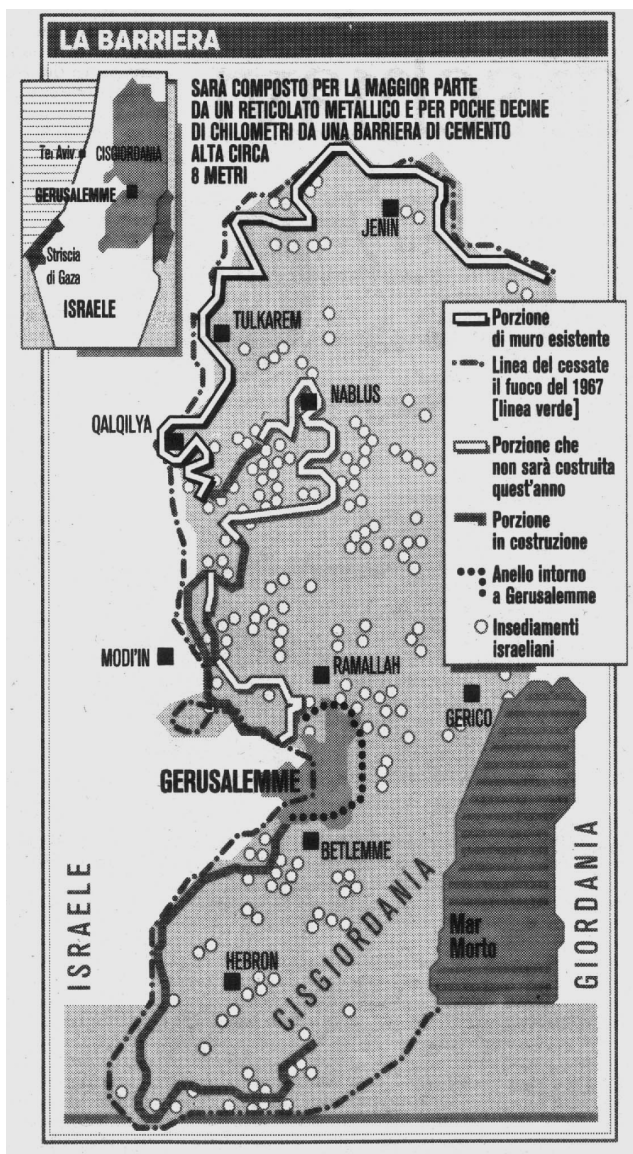 LA BARRIERA
SARÀ COMPOSTO PER LA MAGGIOR PARTE
DA UN RETICOLATO METALLICO E PER POCHE DECINE
DI CHILOMETRI DA UNA BARRIERA DI CEMENTO
ALTA CIRCA
8 METRI
Tel Aviv
CISGIORDANIA
GERUSALEMME
Striscia
di Gaza
ISRAELE
JENIN
TULKAREM
NABLUS
QALQILYA
Porzione
di muro esistente
Linea del cessate
il fuoco del 1967
[linea verde]
Porzione che
non sarà costruita
quest'anno
Porzione
in costruzione
Anello intorno
a Gerusalemme
Insediamenti
israeliani
MODI'IN
RAMALLAH
GERICO
GERUSALEMME
BETLEMME
ISRAELE
HEBRON
CISGIORDANIA
Mar
Morto
GIORDANIA